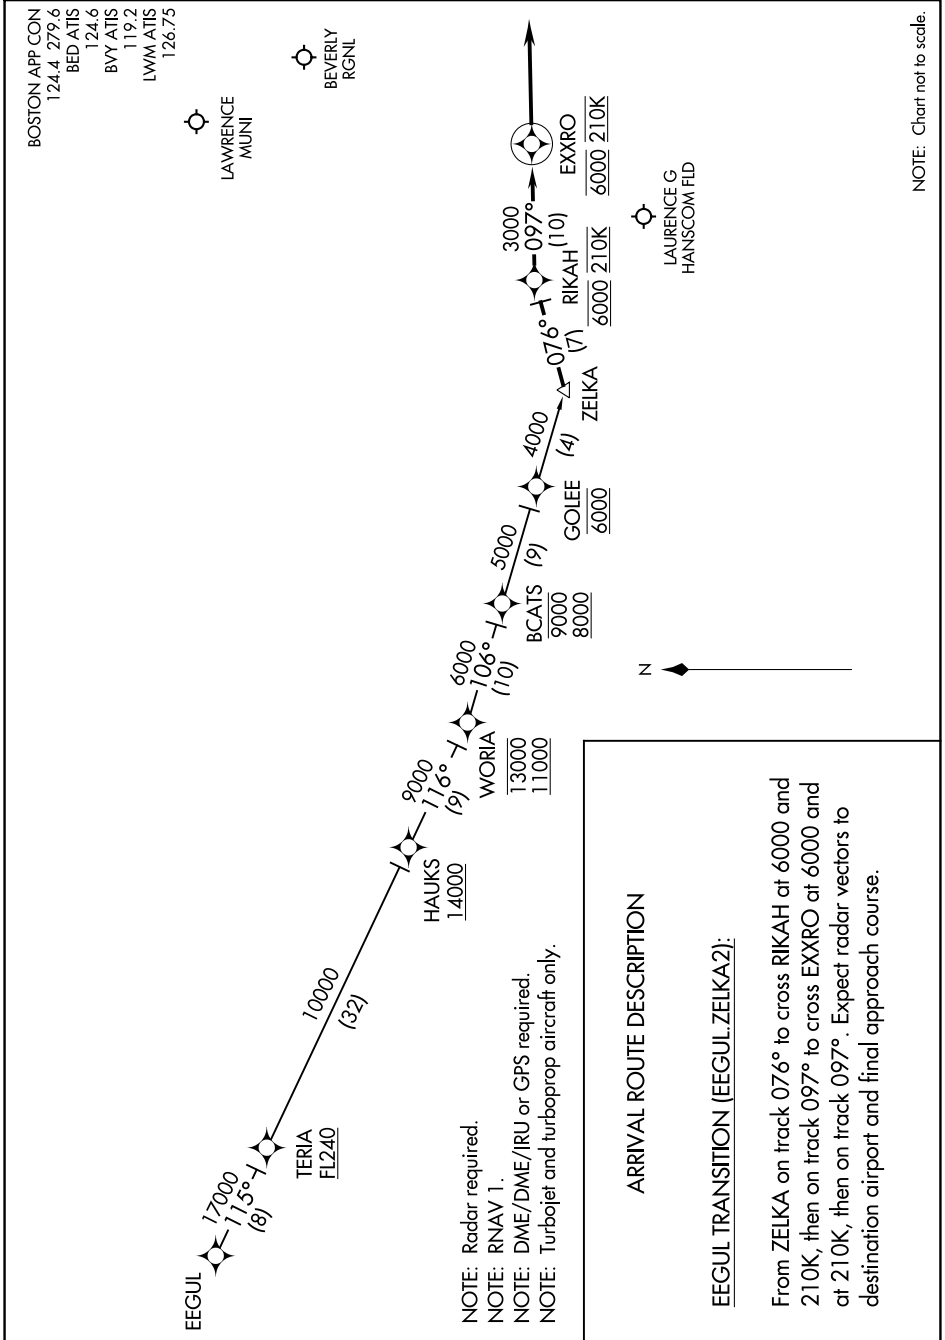 BOSTON APP CON
124.4 279.6
BED ATIS
124.6
BVY ATIS
119.2
LWM ATIS
126.75
LAWRENCE
MUNI
BEVERLY
RGNL
LAURENCE G
HANSCOM FLD
NOTE: Chart not to scale.
EEGUL
17000
115°
(8)
TERIA
FL240
10000
(32)
HAUKS
14000
9000
116°
(9)
WORIA
13000
11000
6000
106°
(10)
BCATS
9000
8000
5000
(9)
GOLEE
6000
4000
(4)
ZELKA
076°
(7)
RIKAH
6000 210K
3000
097°
(10)
EXXRO
6000 210K
N
NOTE: Radar required.
NOTE: RNAV 1.
NOTE: DME/DME/IRU or GPS required.
NOTE: Turbojet and turboprop aircraft only.
ARRIVAL ROUTE DESCRIPTION
EEGUL TRANSITION (EEGUL.ZELKA2):
From ZELKA on track 076° to cross RIKAH at 6000 and
210K, then on track 097° to cross EXXRO at 6000 and
at 210K, then on track 097°. Expect radar vectors to
destination airport and final approach course.